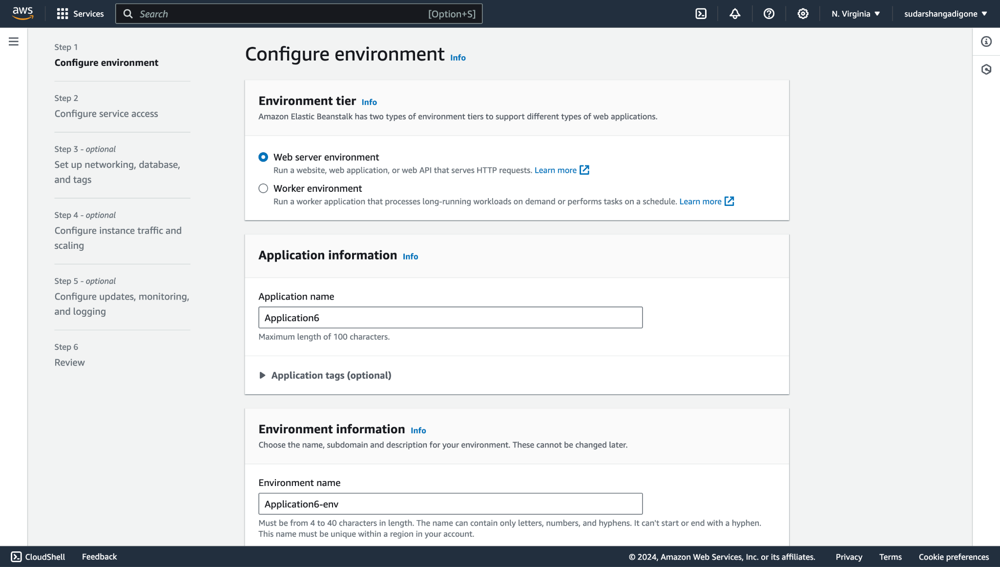 aws
Services
Search
[Option+S]
N. Virginia
sudarshangadigone
Step 1
Configure environment
Step 2
Configure service access
Step 3 - optional
Set up networking, database,
and tags
Step 4 - optional
Configure instance traffic and
scaling
Step 5 - optional
Configure updates, monitoring,
and logging
Step 6
Review
Configure environment Info
Environment tier Info
Amazon Elastic Beanstalk has two types of environment tiers to support different types of web applications.
Web server environment
Run a website, web application, or web API that serves HTTP requests. Learn more
Worker environment
Run a worker application that processes long-running workloads on demand or performs tasks on a schedule. Learn more
Application information Info
Application name
Application6
Maximum length of 100 characters.
Application tags (optional)
Environment information Info
Choose the name, subdomain and description for your environment. These cannot be changed later.
Environment name
Application6-env
Must be from 4 to 40 characters in length. The name can contain only letters, numbers, and hyphens. It can't start or end with a hyphen.
This name must be unique within a region in your account.
CloudShell
Feedback
© 2024, Amazon Web Services, Inc. or its affiliates.
Privacy
Terms
Cookie preferences